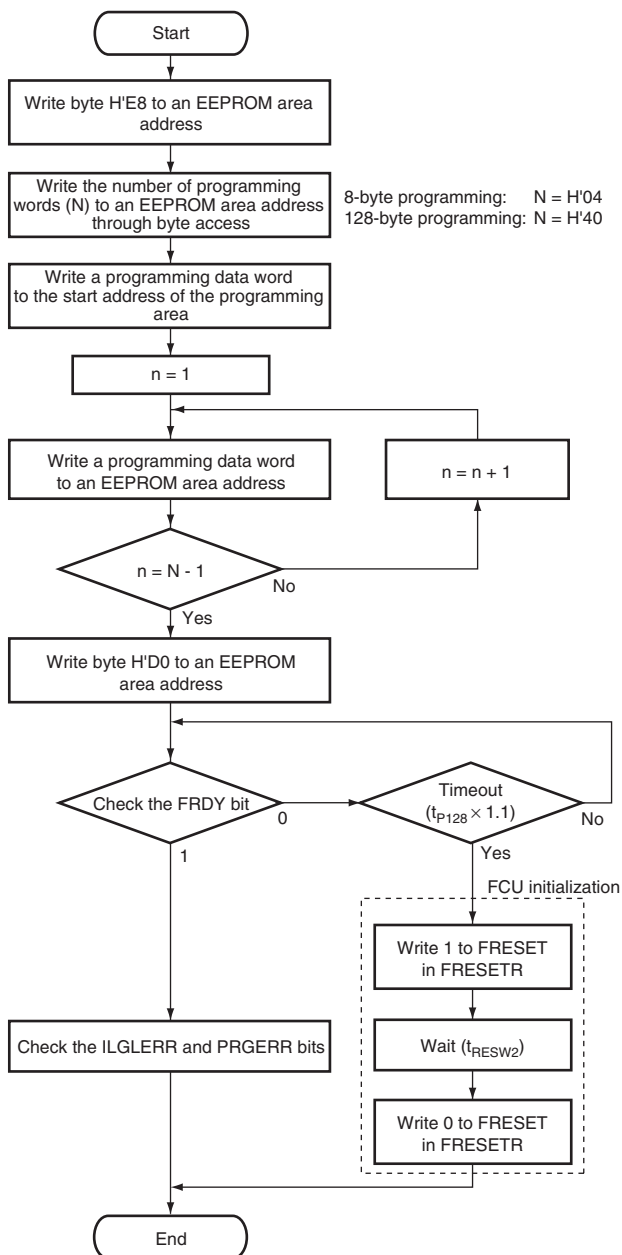 Start
Write byte H'E8 to an EEPROM area
address
Write the number of programming
words (N) to an EEPROM area address
through byte access
8-byte programming: N = H'04
128-byte programming: N = H'40
Write a programming data word
to the start address of the programming
area
n = 1
Write a programming data word
to an EEPROM area address
n = n + 1
n = N - 1
No
Yes
Write byte H'D0 to an EEPROM
area address
Check the FRDY bit
0
Timeout
(tP128 × 1.1)
No
1
Yes
FCU initialization
Write 1 to FRESET
in FRESETR
Check the ILGLERR and PRGERR bits
Wait (tRESW2)
Write 0 to FRESET
in FRESETR
End